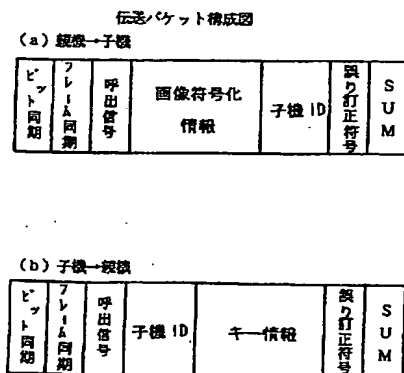 伝送パケット構成図
(a) 親機→子機
ビット同期
フレーム同期
呼出信号
画像符号化
情報
子機ID
誤り訂正符号
SUM
(b) 子機→親機
ビット同期
フレーム同期
呼出信号
子機ID
キー情報
誤り訂正符号
SUM